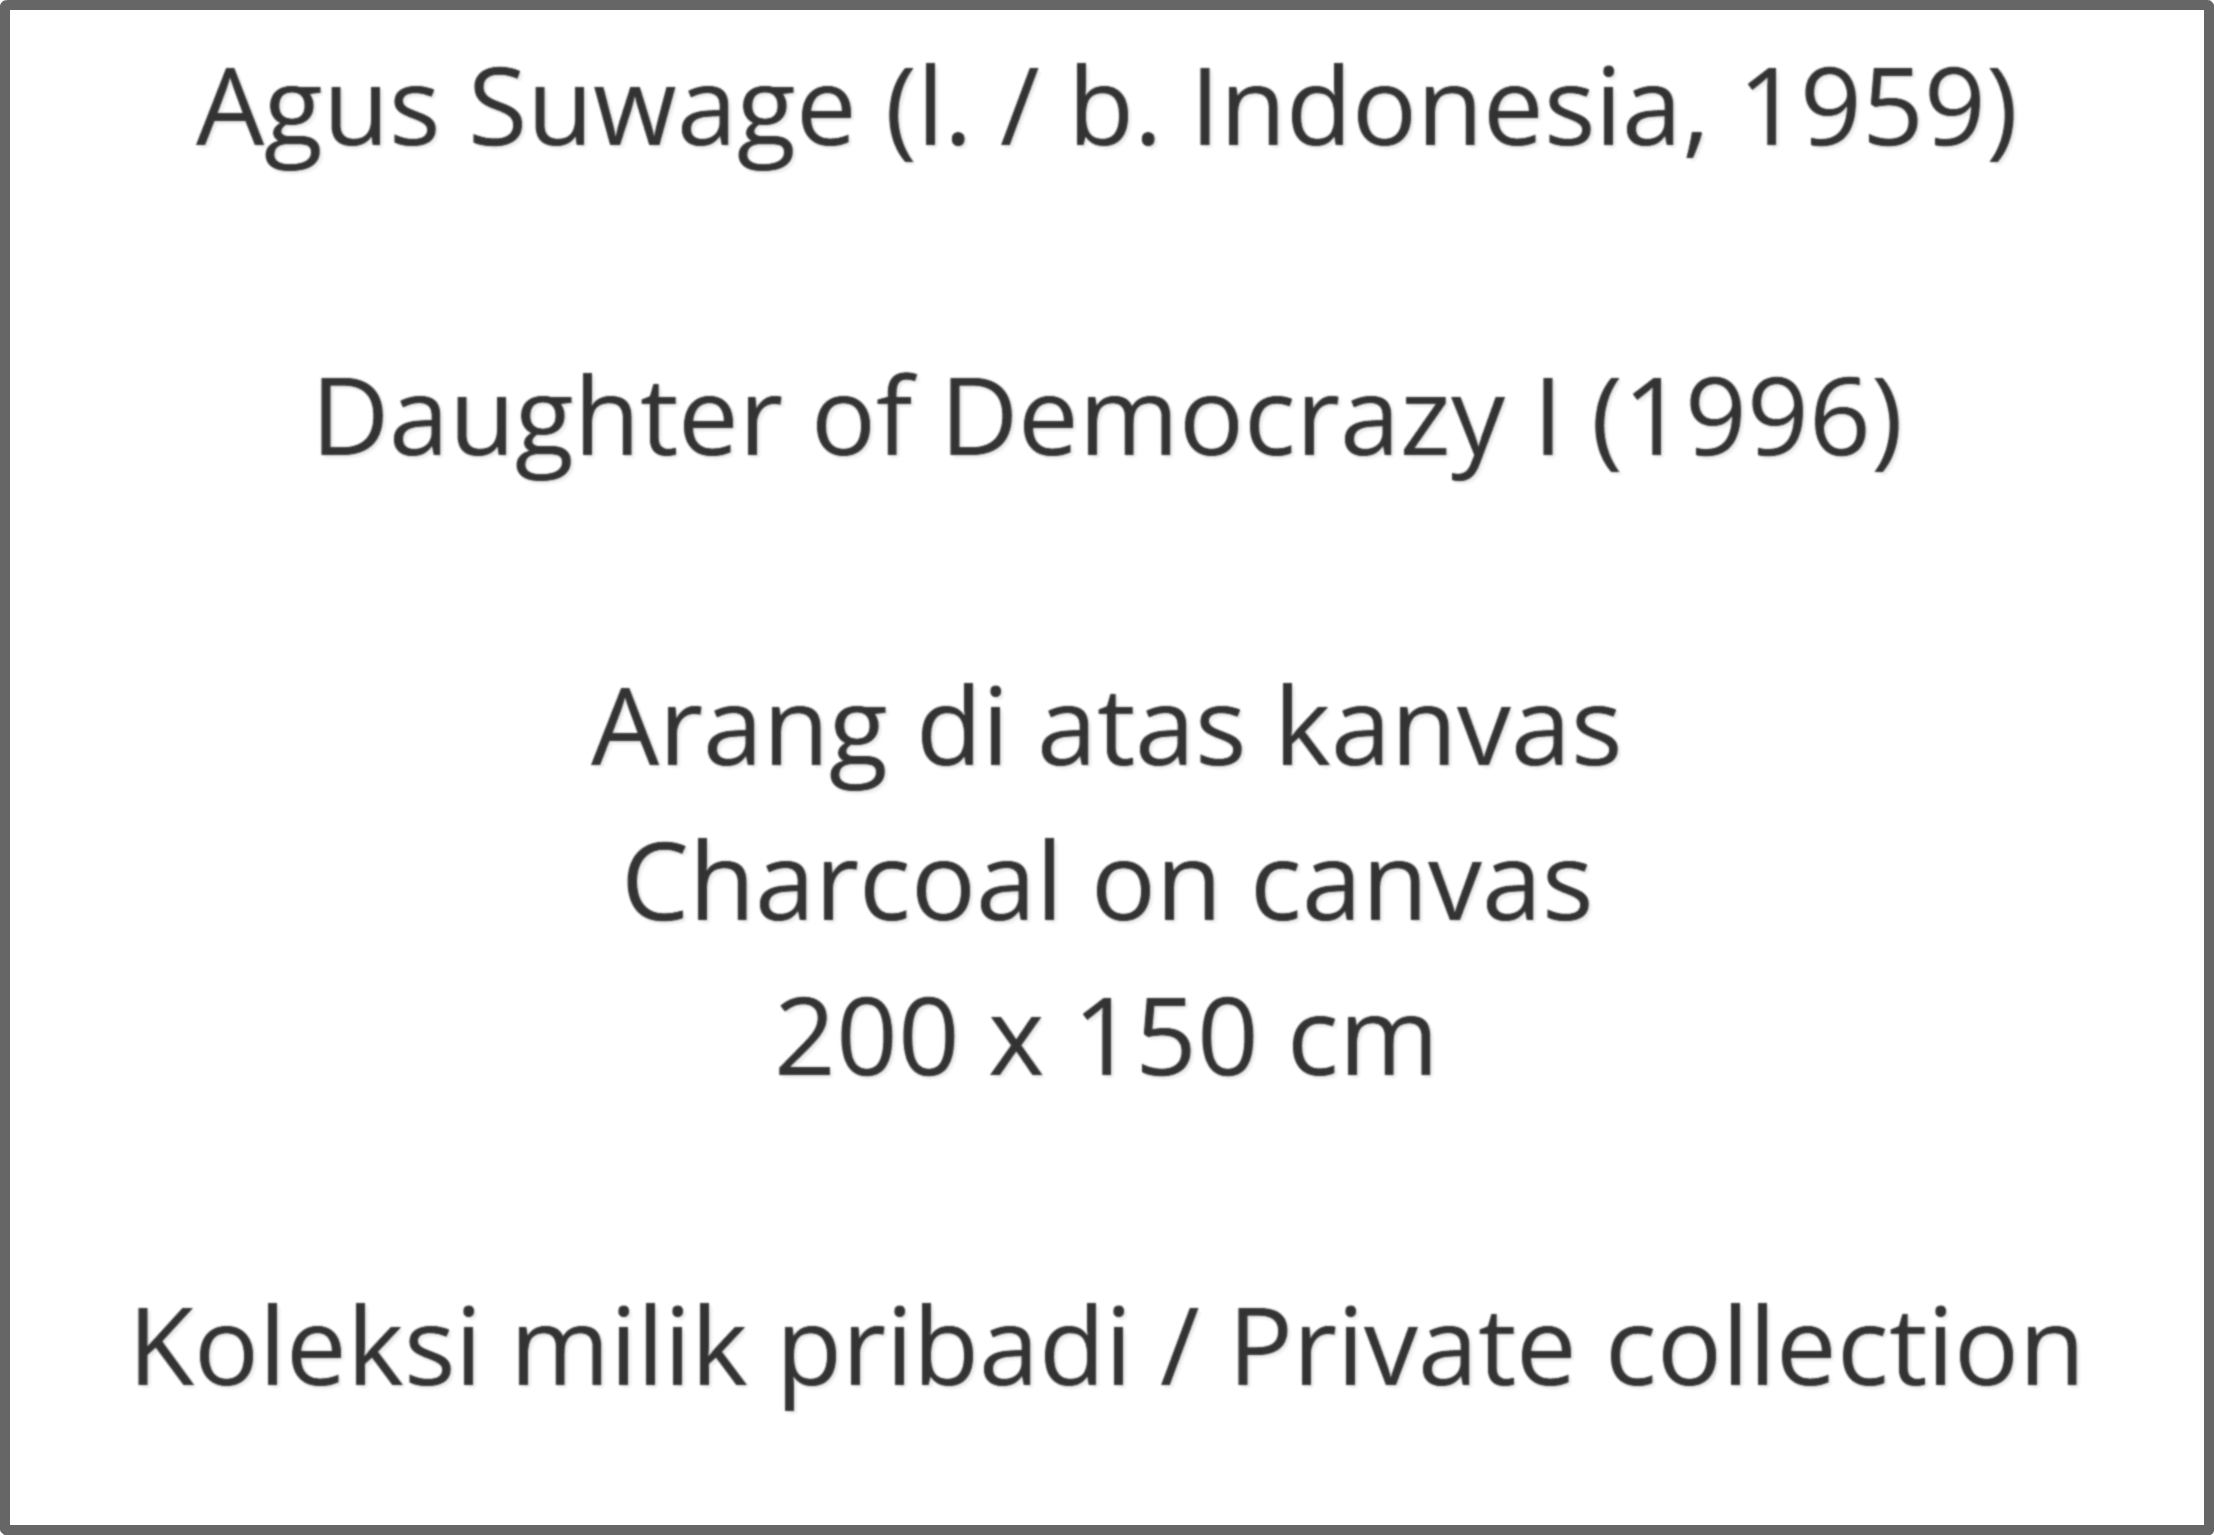 Agus Suwage (l. / b. Indonesia, 1959)
Daughter of Democrazy I (1996)
Arang di atas kanvas
Charcoal on canvas
200 x 150 cm
Koleksi milik pribadi / Private collection